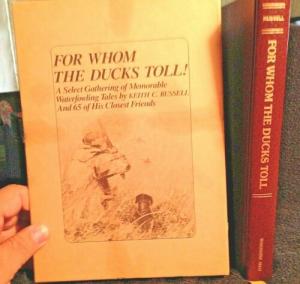 FOR WHOM
THE DUCKS TOLL!
A Select Gathering of Memorable
Waterfowling Tales by KEITH C. RUSSELL
And 65 of His Closest Friends
RUSSELL
FOR WHOM THE DUCKS TOLL